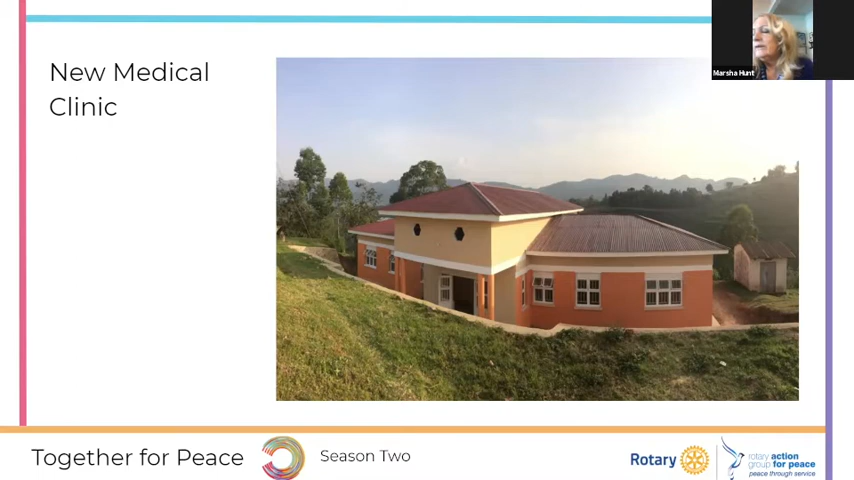 New Medical
Clinic
Marsha Hunt
Together for Peace
Season Two
Rotary
rotary action
group for peace
peace through service